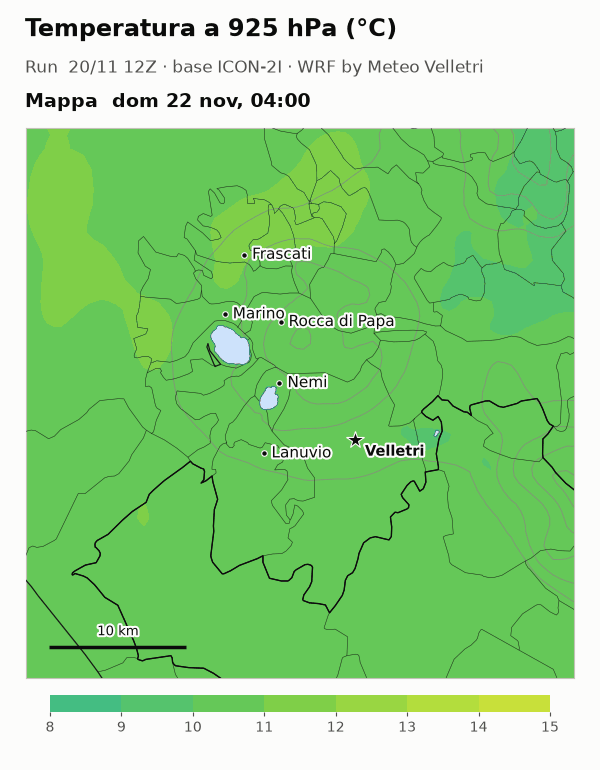 Temperatura a 925 hPa (°C)
Run  20/11 12Z · base ICON-2I · WRF by Meteo Velletri
Mappa  dom 22 nov, 04:00
Frascati
Marino
Rocca di Papa
Nemi
Velletri
Lanuvio
10 km
8 9 10 11 12 13 14 15